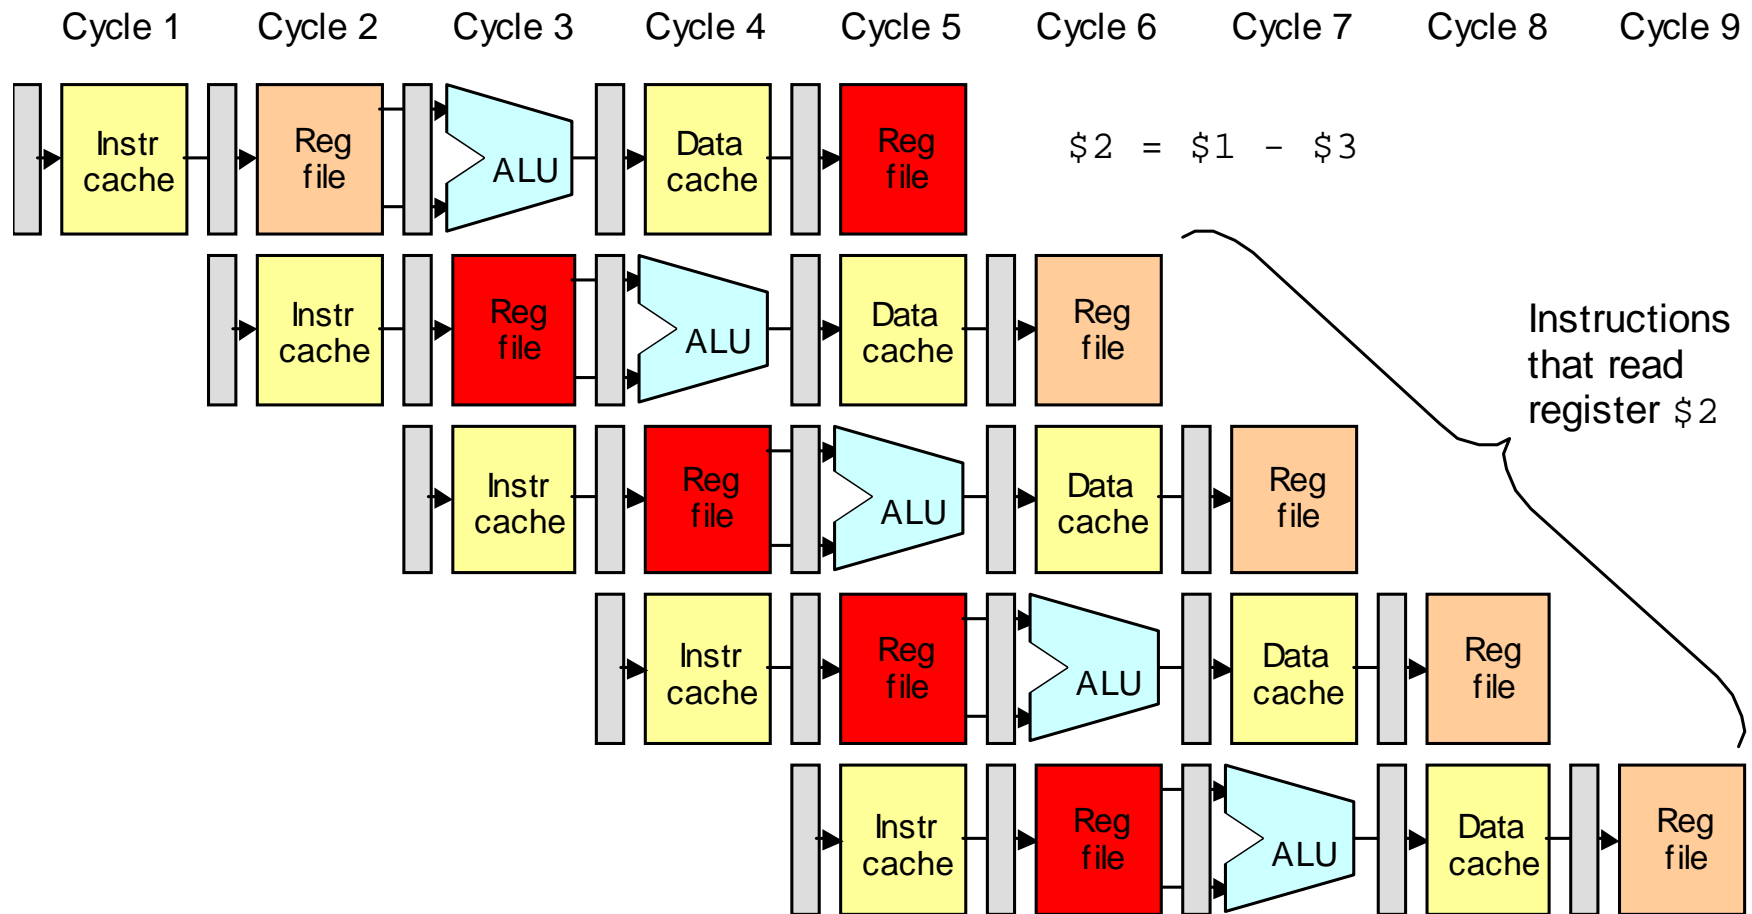 Cycle 1 Cycle 2 Cycle 3 Cycle 4 Cycle 5 Cycle 6 Cycle 7 Cycle 8 Cycle 9
Instr
cache
Reg
file
ALU
Data
cache
Reg
file
$2 = $1 - $3
Instr
cache
Reg
file
ALU
Data
cache
Reg
file
Instructions
that read
register $2
Instr
cache
Reg
file
ALU
Data
cache
Reg
file
Instr
cache
Reg
file
ALU
Data
cache
Reg
file
Instr
cache
Reg
file
ALU
Data
cache
Reg
file